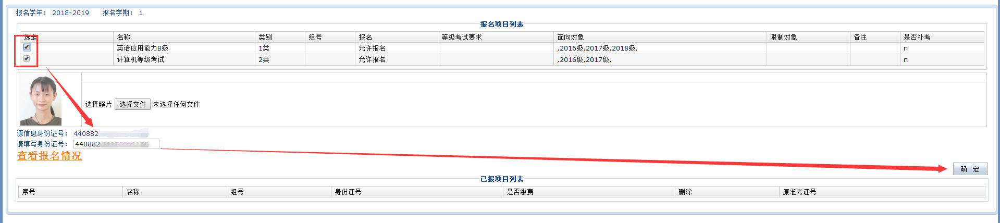 报名学年： 2018-2019 报名学期： 1
报名项目列表
选定 名称 类别 组号 报名 等级考试要求 面向对象 限制对象 备注 是否补考
英语应用能力B级 1类 允许报名 ,2016级,2017级,2018级, n
计算机等级考试 2类 允许报名 ,2016级,2017级, n
选择照片 选择文件 未选择任何文件
源信息身份证号： 440882
请填写身份证号： 440882
查看报名情况
确 定
已报项目列表
序号 名称 组号 身份证号 是否缴费 删除 原准考证号